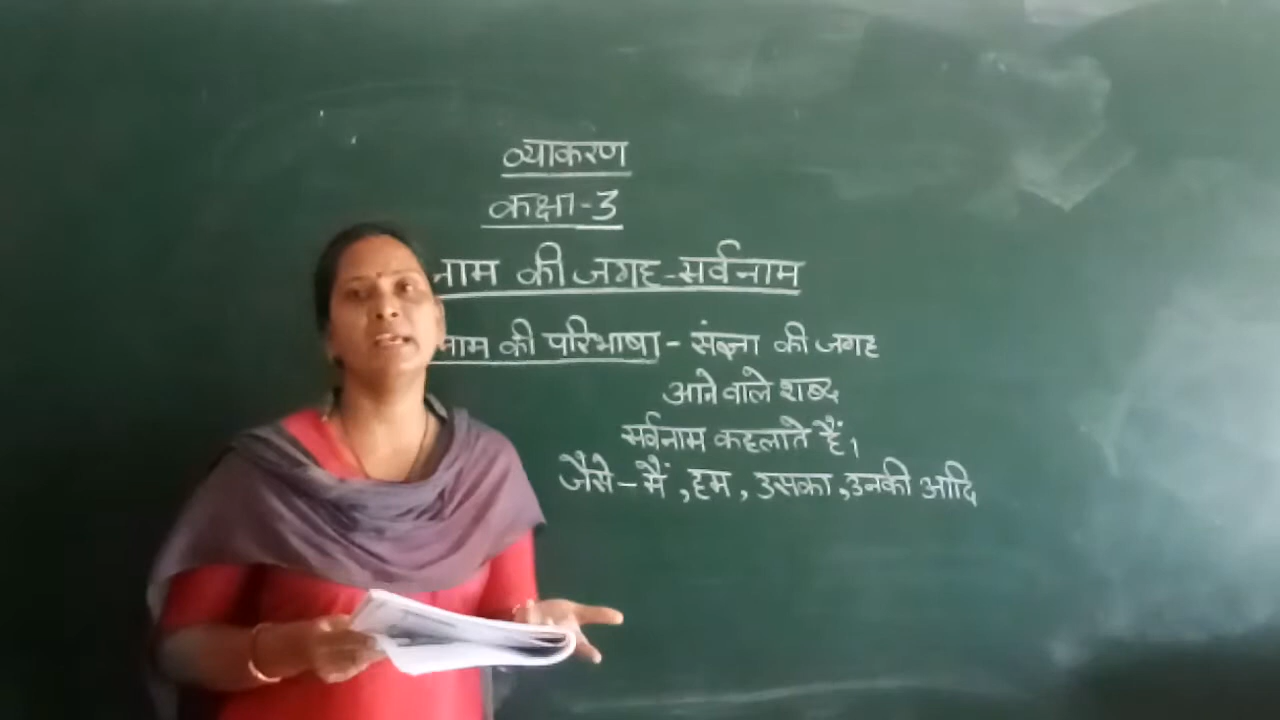 व्याकरण
कक्षा-3
नाम की जगह-सर्वनाम
नाम की परिभाषा - संज्ञा की जगह
आने वाले शब्द
सर्वनाम कहलाते हैं।
जैसे - मैं, हम, उसका, उनकी आदि